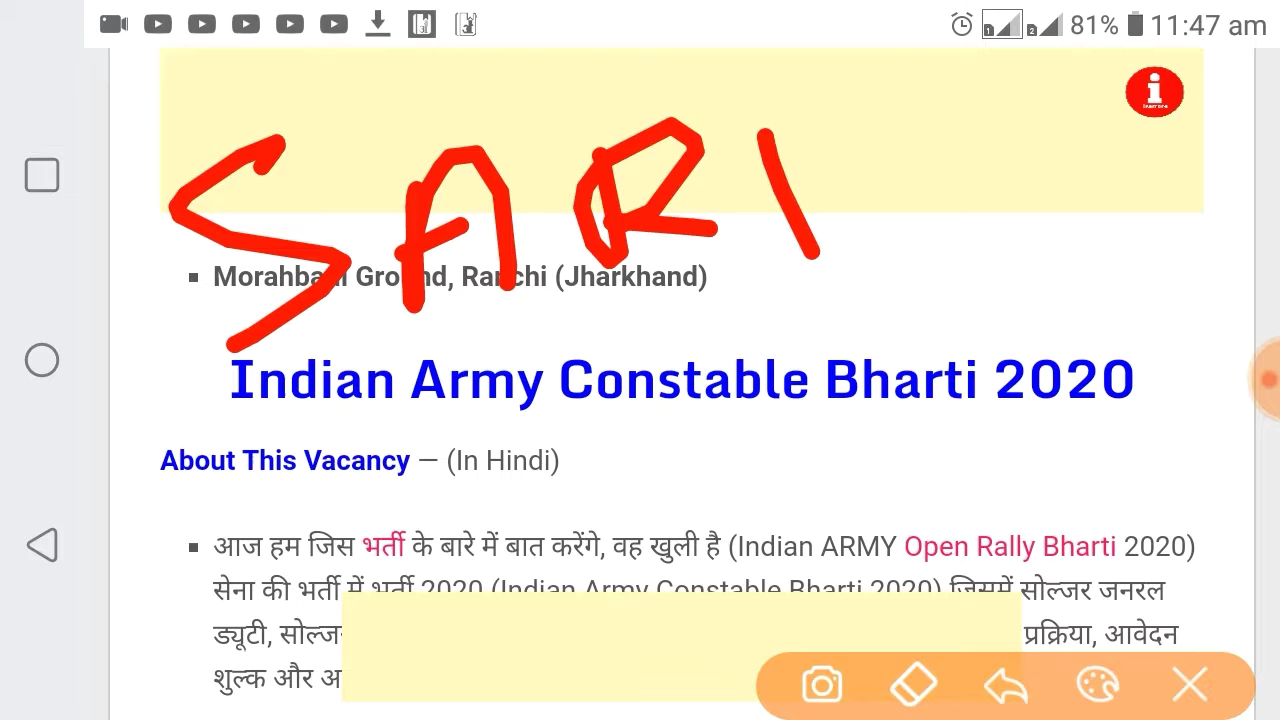 81% 11:47 am
SARI
Morahbadi Ground, Ranchi (Jharkhand)
Indian Army Constable Bharti 2020
About This Vacancy — (In Hindi)
आज हम जिस भर्ती के बारे में बात करेंगे, वह खुली है (Indian ARMY Open Rally Bharti 2020)
सेना की भर्ती में भर्ती 2020 (Indian Army Constable Bharti 2020) जिसमें सोल्जर जनरल
ड्यूटी, प्रक्रिया, आवेदन
शुल्क और